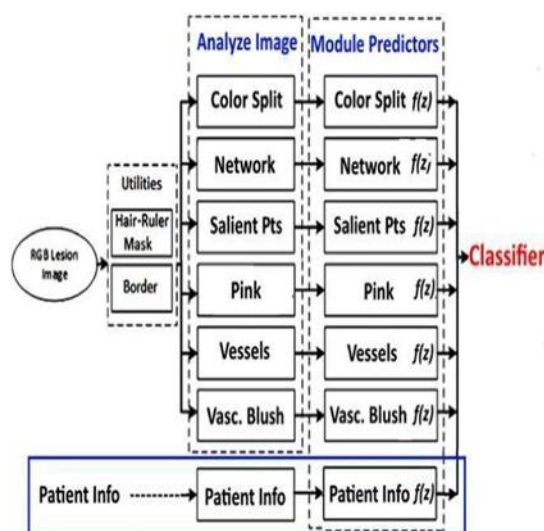 Analyze Image
Module Predictors
Color Split
Color Split f(z)
Utilities
Network
Network f(z)
Hair-Ruler
Mask
Salient Pts
Salient Pts f(z)
RGB Lesion
Image
Classifier
Border
Pink
Pink f(z)
Vessels
Vessels f(z)
Vasc. Blush
Vasc. Blush f(z)
Patient Info
Patient Info
Patient Info f(z)